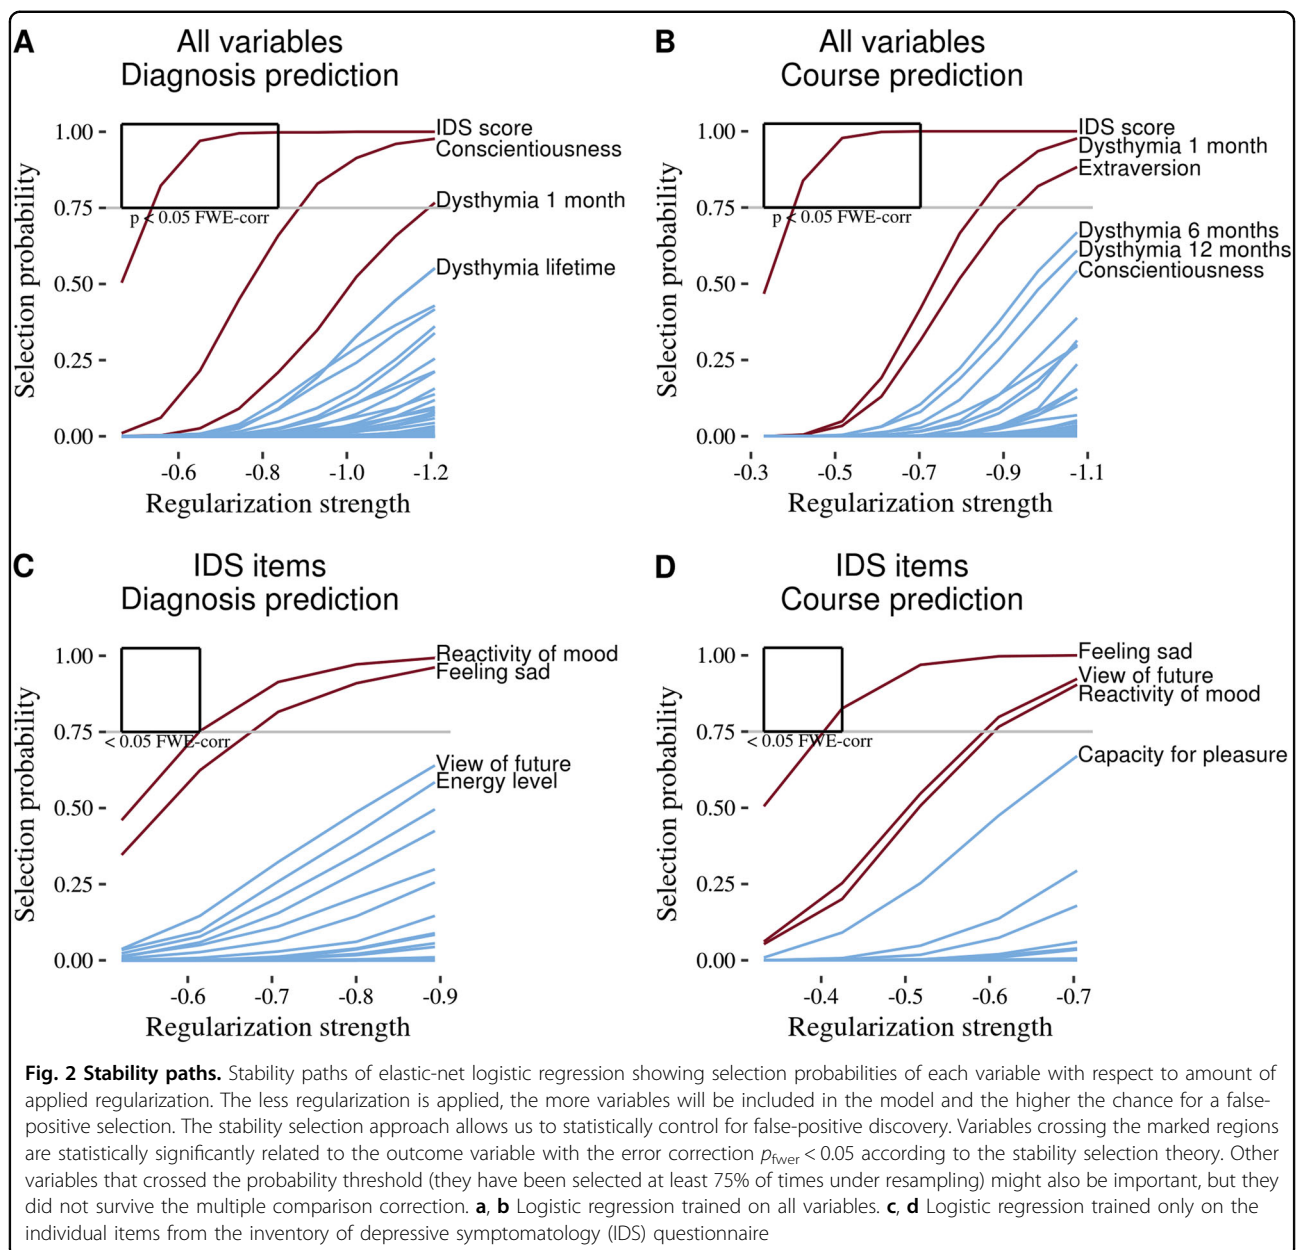 A
All variables
Diagnosis prediction
Selection probability
1.00
0.75
0.50
0.25
0.00
p < 0.05 FWE-corr
IDS score
Conscientiousness
Dysthymia 1 month
Dysthymia lifetime
-0.6 -0.8 -1.0 -1.2
Regularization strength
B
All variables
Course prediction
Selection probability
1.00
0.75
0.50
0.25
0.00
p < 0.05 FWE-corr
IDS score
Dysthymia 1 month
Extraversion
Dysthymia 6 months
Dysthymia 12 months
Conscientiousness
-0.3 -0.5 -0.7 -0.9 -1.1
Regularization strength
C
IDS items
Diagnosis prediction
Selection probability
1.00
0.75
0.50
0.25
0.00
< 0.05 FWE-corr
Reactivity of mood
Feeling sad
View of future
Energy level
-0.6 -0.7 -0.8 -0.9
Regularization strength
D
IDS items
Course prediction
Selection probability
1.00
0.75
0.50
0.25
0.00
< 0.05 FWE-corr
Feeling sad
View of future
Reactivity of mood
Capacity for pleasure
-0.4 -0.5 -0.6 -0.7
Regularization strength
Fig. 2 Stability paths. Stability paths of elastic-net logistic regression showing selection probabilities of each variable with respect to amount of
applied regularization. The less regularization is applied, the more variables will be included in the model and the higher the chance for a false-
positive selection. The stability selection approach allows us to statistically control for false-positive discovery. Variables crossing the marked regions
are statistically significantly related to the outcome variable with the error correction pfwer < 0.05 according to the stability selection theory. Other
variables that crossed the probability threshold (they have been selected at least 75% of times under resampling) might also be important, but they
did not survive the multiple comparison correction. a, b Logistic regression trained on all variables. c, d Logistic regression trained only on the
individual items from the inventory of depressive symptomatology (IDS) questionnaire